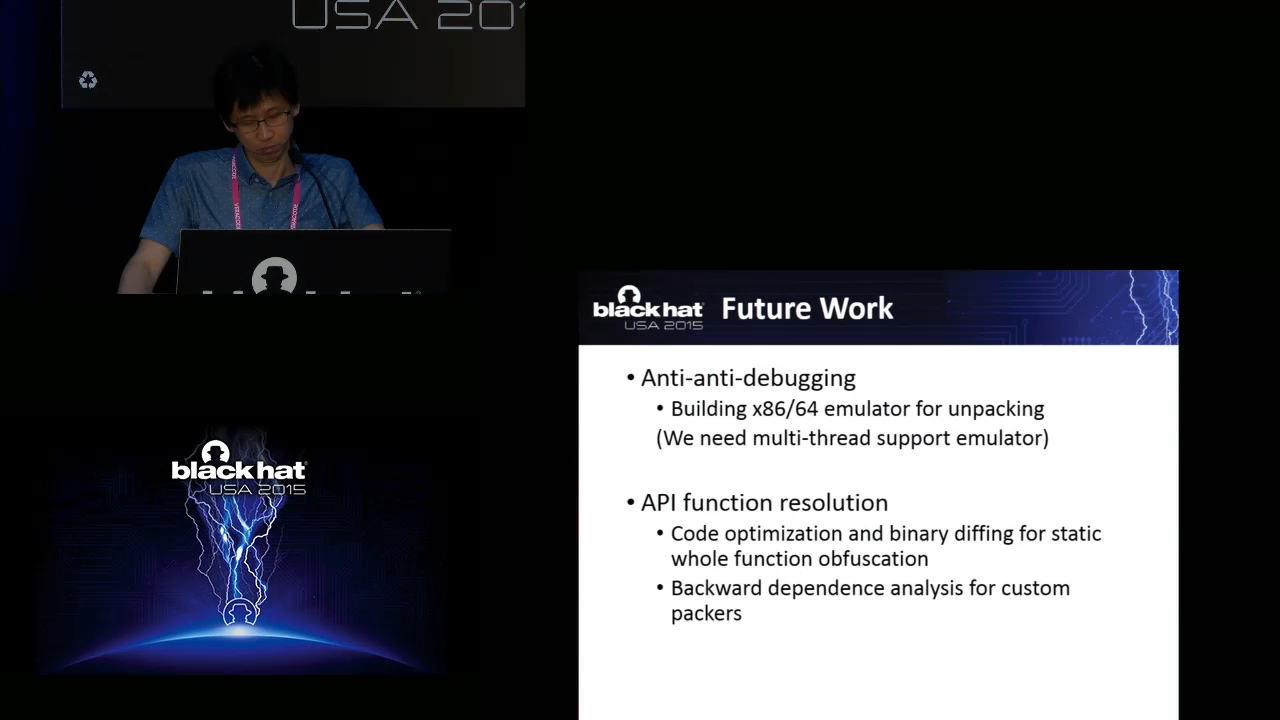 USA 20
black hat
USA 2015
Future Work
• Anti-anti-debugging
• Building x86/64 emulator for unpacking
(We need multi-thread support emulator)
• API function resolution
• Code optimization and binary diffing for static
whole function obfuscation
• Backward dependence analysis for custom
packers
black hat
USA 2015